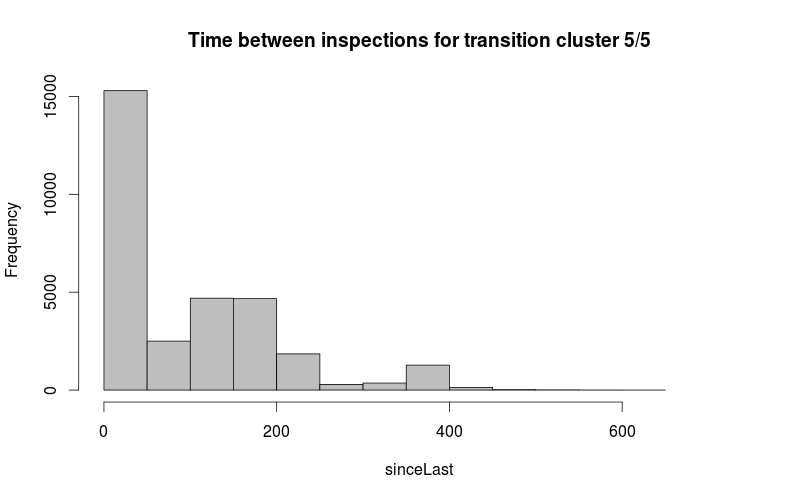 Time between inspections for transition cluster 5/5
Frequency
15000
10000
5000
0
0 200 400 600
sinceLast